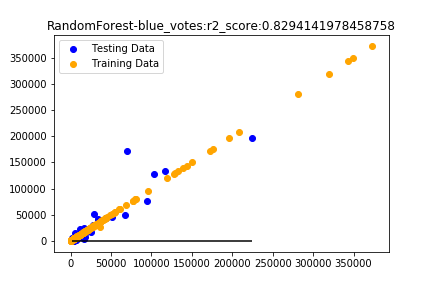 RandomForest-blue_votes:r2_score:0.8294141978458758
Testing Data
Training Data
350000
300000
250000
200000
150000
100000
50000
0
0 50000 100000 150000 200000 250000 300000 350000